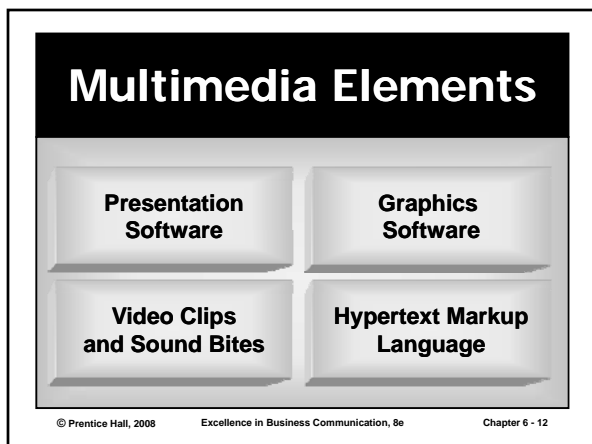 Multimedia Elements
Presentation
Software
Graphics
Software
Video Clips
and Sound Bites
Hypertext Markup
Language
© Prentice Hall, 2008 Excellence in Business Communication, 8e Chapter 6 - 12